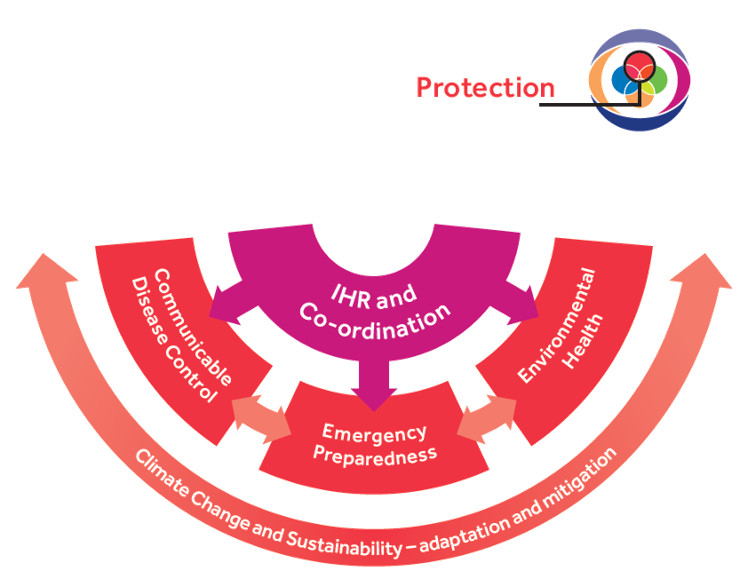 Protection
IHR and
Co-ordination
Communicable
Disease Control
Emergency
Preparedness
Environmental
Health
Climate Change and Sustainability – adaptation and mitigation